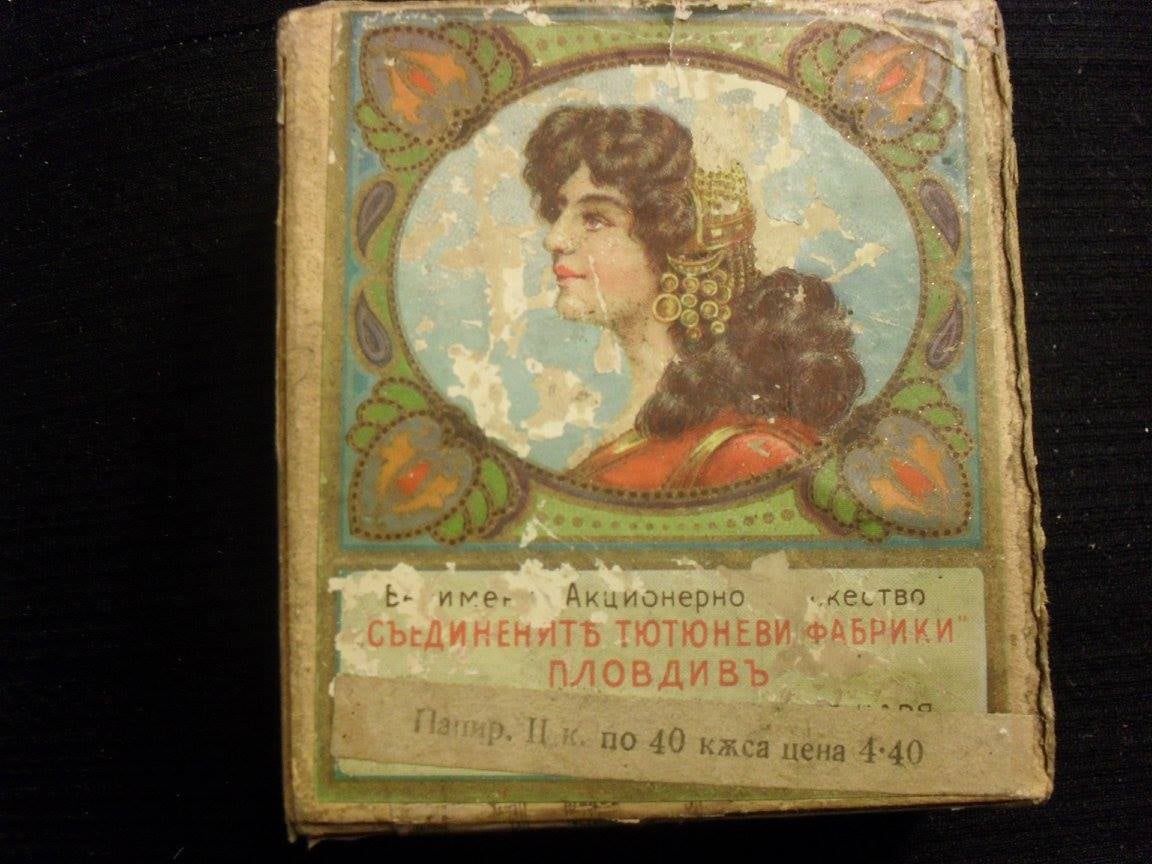 Акционерно
СЪЕДИНЕНИТѢ ТЮТЮНЕВИ ФАБРИКИ"
ПЛОВДИВЪ
Папир. II к. по 40 кѫса цена 4·40